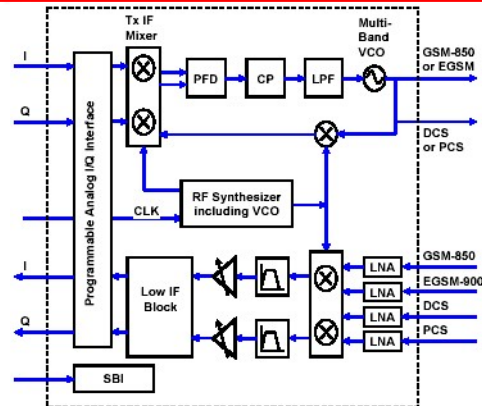 Tx IF
Mixer
Multi-
Band
VCO
I
Q
PFD
CP
LPF
GSM-850
or EGSM
DCS
or PCS
Programmable Analog I/Q Interface
CLK
RF Synthesizer
including VCO
I
Q
Low IF
Block
LNA
LNA
LNA
LNA
GSM-850
EGSM-900
DCS
PCS
SBI